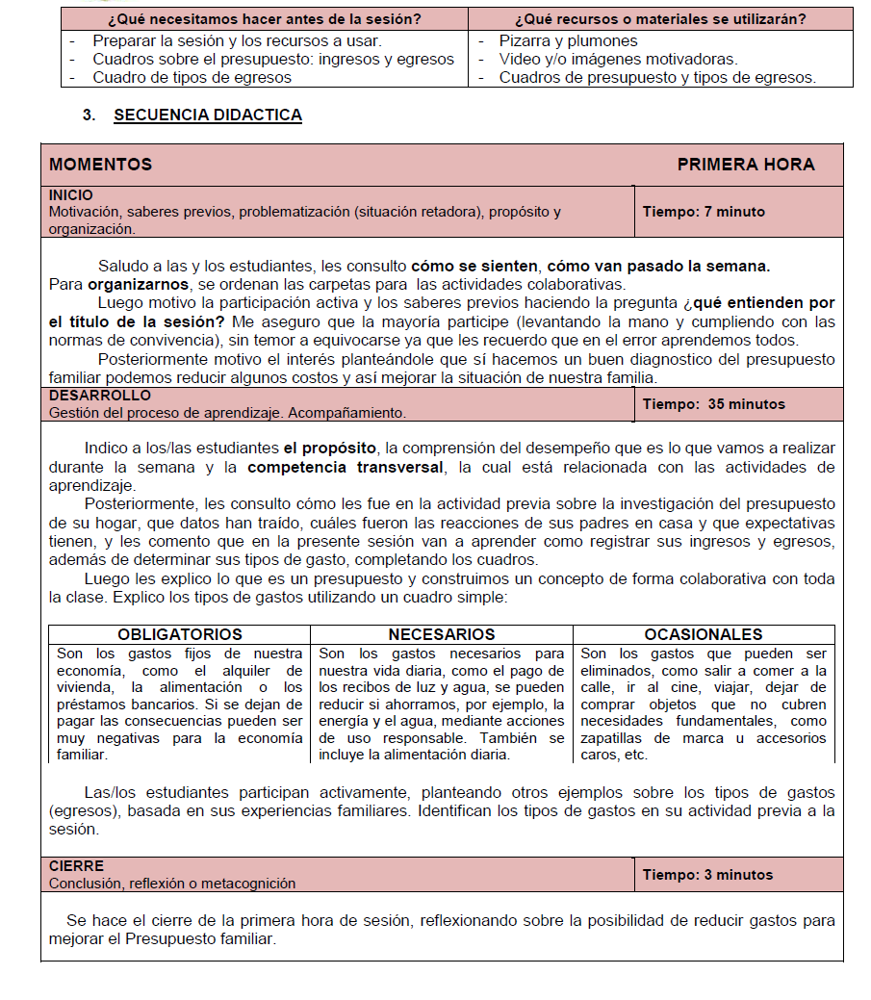 ¿Qué necesitamos hacer antes de la sesión?
¿Qué recursos o materiales se utilizarán?
- Preparar la sesión y los recursos a usar.
- Cuadros sobre el presupuesto: ingresos y egresos
- Cuadro de tipos de egresos
- Pizarra y plumones
- Video y/o imágenes motivadoras.
- Cuadros de presupuesto y tipos de egresos.
3. SECUENCIA DIDACTICA
MOMENTOS
PRIMERA HORA
INICIO
Motivación, saberes previos, problematización (situación retadora), propósito y
organización.
Tiempo: 7 minuto
Saludo a las y los estudiantes, les consulto cómo se sienten, cómo van pasado la semana.
Para organizarnos, se ordenan las carpetas para las actividades colaborativas.
Luego motivo la participación activa y los saberes previos haciendo la pregunta ¿qué entienden por
el título de la sesión? Me aseguro que la mayoría participe (levantando la mano y cumpliendo con las
normas de convivencia), sin temor a equivocarse ya que les recuerdo que en el error aprendemos todos.
Posteriormente motivo el interés planteándole que sí hacemos un buen diagnostico del presupuesto
familiar podemos reducir algunos costos y así mejorar la situación de nuestra familia.
DESARROLLO
Gestión del proceso de aprendizaje. Acompañamiento.
Tiempo: 35 minutos
Indico a los/las estudiantes el propósito, la comprensión del desempeño que es lo que vamos a realizar
durante la semana y la competencia transversal, la cual está relacionada con las actividades de
aprendizaje.
Posteriormente, les consulto cómo les fue en la actividad previa sobre la investigación del presupuesto
de su hogar, que datos han traído, cuáles fueron las reacciones de sus padres en casa y que expectativas
tienen, y les comento que en la presente sesión van a aprender como registrar sus ingresos y egresos,
además de determinar sus tipos de gasto, completando los cuadros.
Luego les explico lo que es un presupuesto y construimos un concepto de forma colaborativa con toda
la clase. Explico los tipos de gastos utilizando un cuadro simple:
OBLIGATORIOS
Son los gastos fijos de nuestra
economía, como el alquiler de
vivienda, la alimentación o los
préstamos bancarios. Si se dejan de
pagar las consecuencias pueden ser
muy negativas para la economía
familiar.
NECESARIOS
Son los gastos necesarios para
nuestra vida diaria, como el pago de
los recibos de luz y agua, se pueden
reducir si ahorramos, por ejemplo, la
energía y el agua, mediante acciones
de uso responsable. También se
incluye la alimentación diaria.
OCASIONALES
Son los gastos que pueden ser
eliminados, como salir a comer a la
calle, ir al cine, viajar, dejar de
comprar objetos que no cubren
necesidades fundamentales, como
zapatillas de marca u accesorios
caros, etc.
Las/los estudiantes participan activamente, planteando otros ejemplos sobre los tipos de gastos
(egresos), basada en sus experiencias familiares. Identifican los tipos de gastos en su actividad previa a la
sesión.
CIERRE
Conclusión, reflexión o metacognición
Tiempo: 3 minutos
Se hace el cierre de la primera hora de sesión, reflexionando sobre la posibilidad de reducir gastos para
mejorar el Presupuesto familiar.